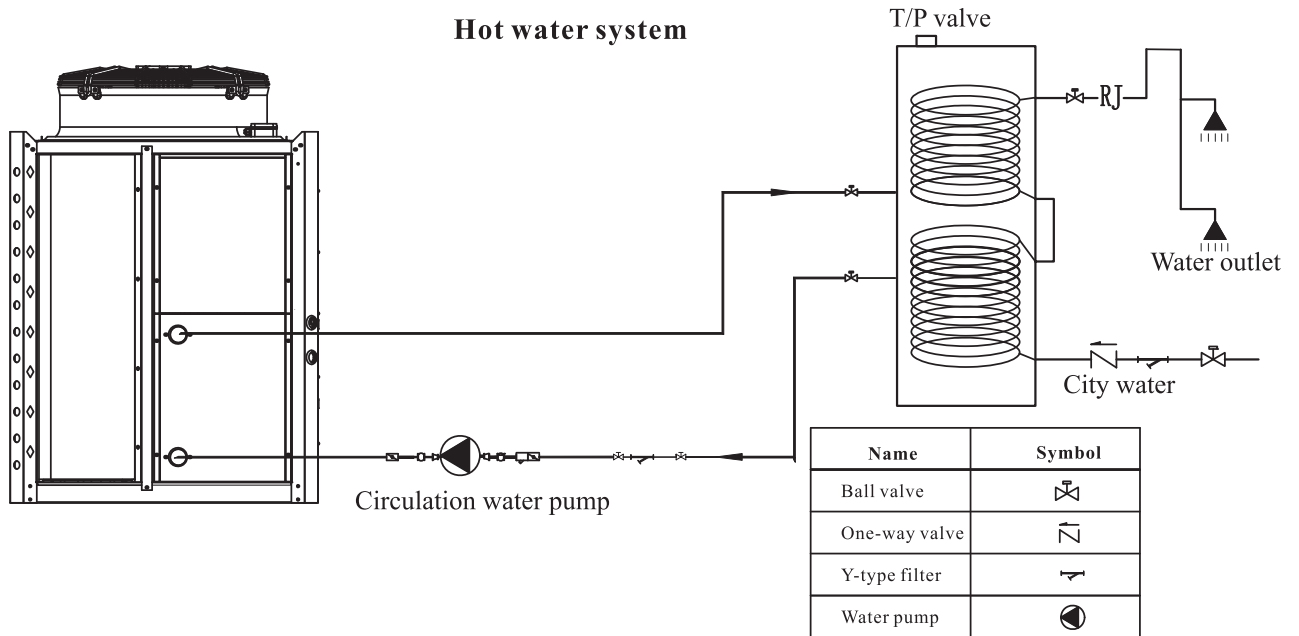 Hot water system
T/P valve
RJ
Water outlet
City water
Circulation water pump
Name Symbol
Ball valve
One-way valve
Y-type filter
Water pump